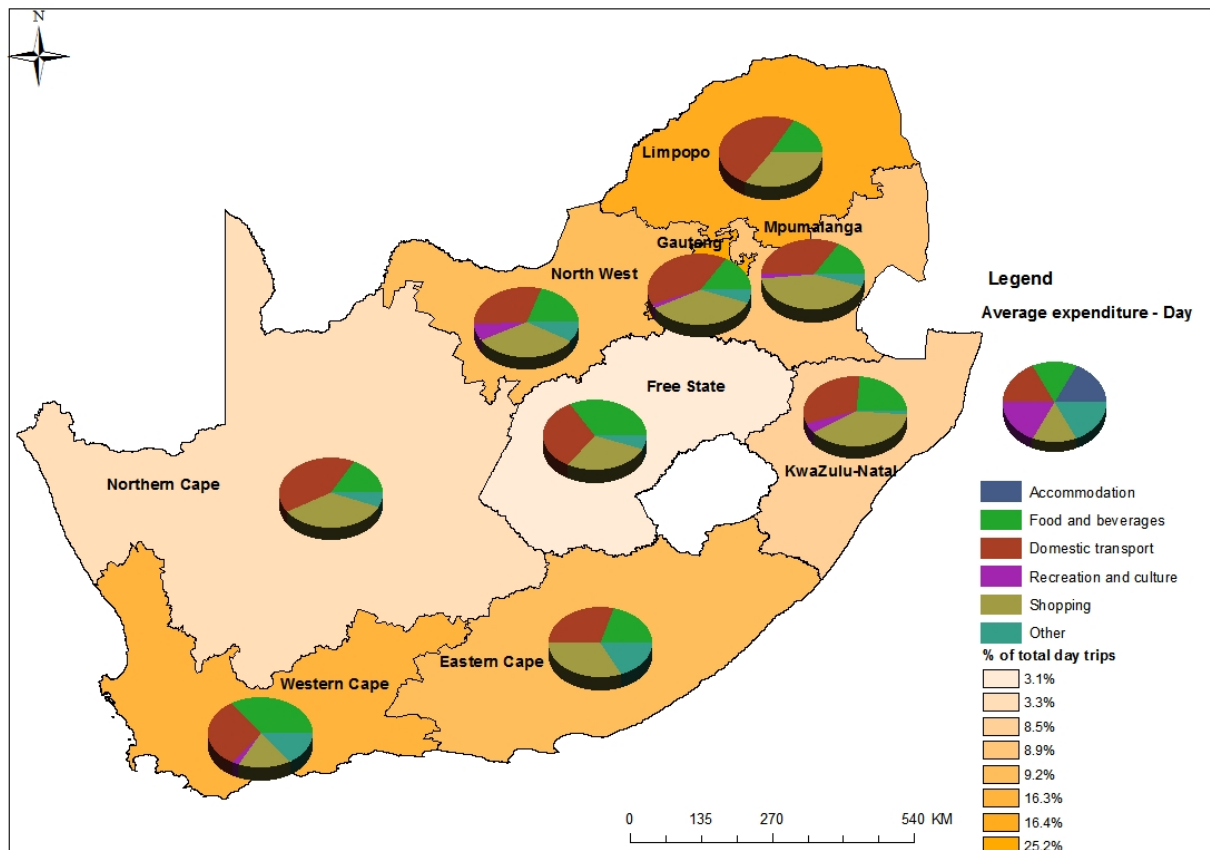 N
Limpopo
Mpumalanga
Gauteng
North West
Legend
Average expenditure - Day
Free State
KwaZulu-Natal
Northern Cape
Accommodation
Food and beverages
Domestic transport
Recreation and culture
Shopping
Other
% of total day trips
Eastern Cape
Western Cape
3.1%
3.3%
8.5%
8.9%
9.2%
16.3%
16.4%
25.2%
0 135 270 540 KM